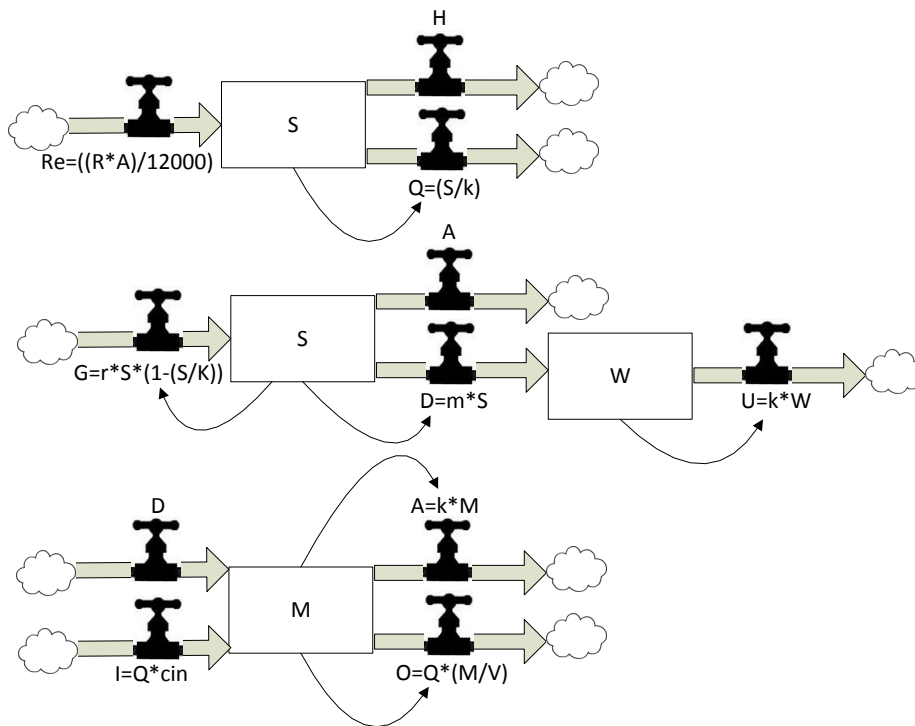 H
S
Re=((R*A)/12000)
Q=(S/k)
A
S
G=r*S*(1-(S/K))
D=m*S
W
U=k*W
D
A=k*M
M
I=Q*cin
O=Q*(M/V)